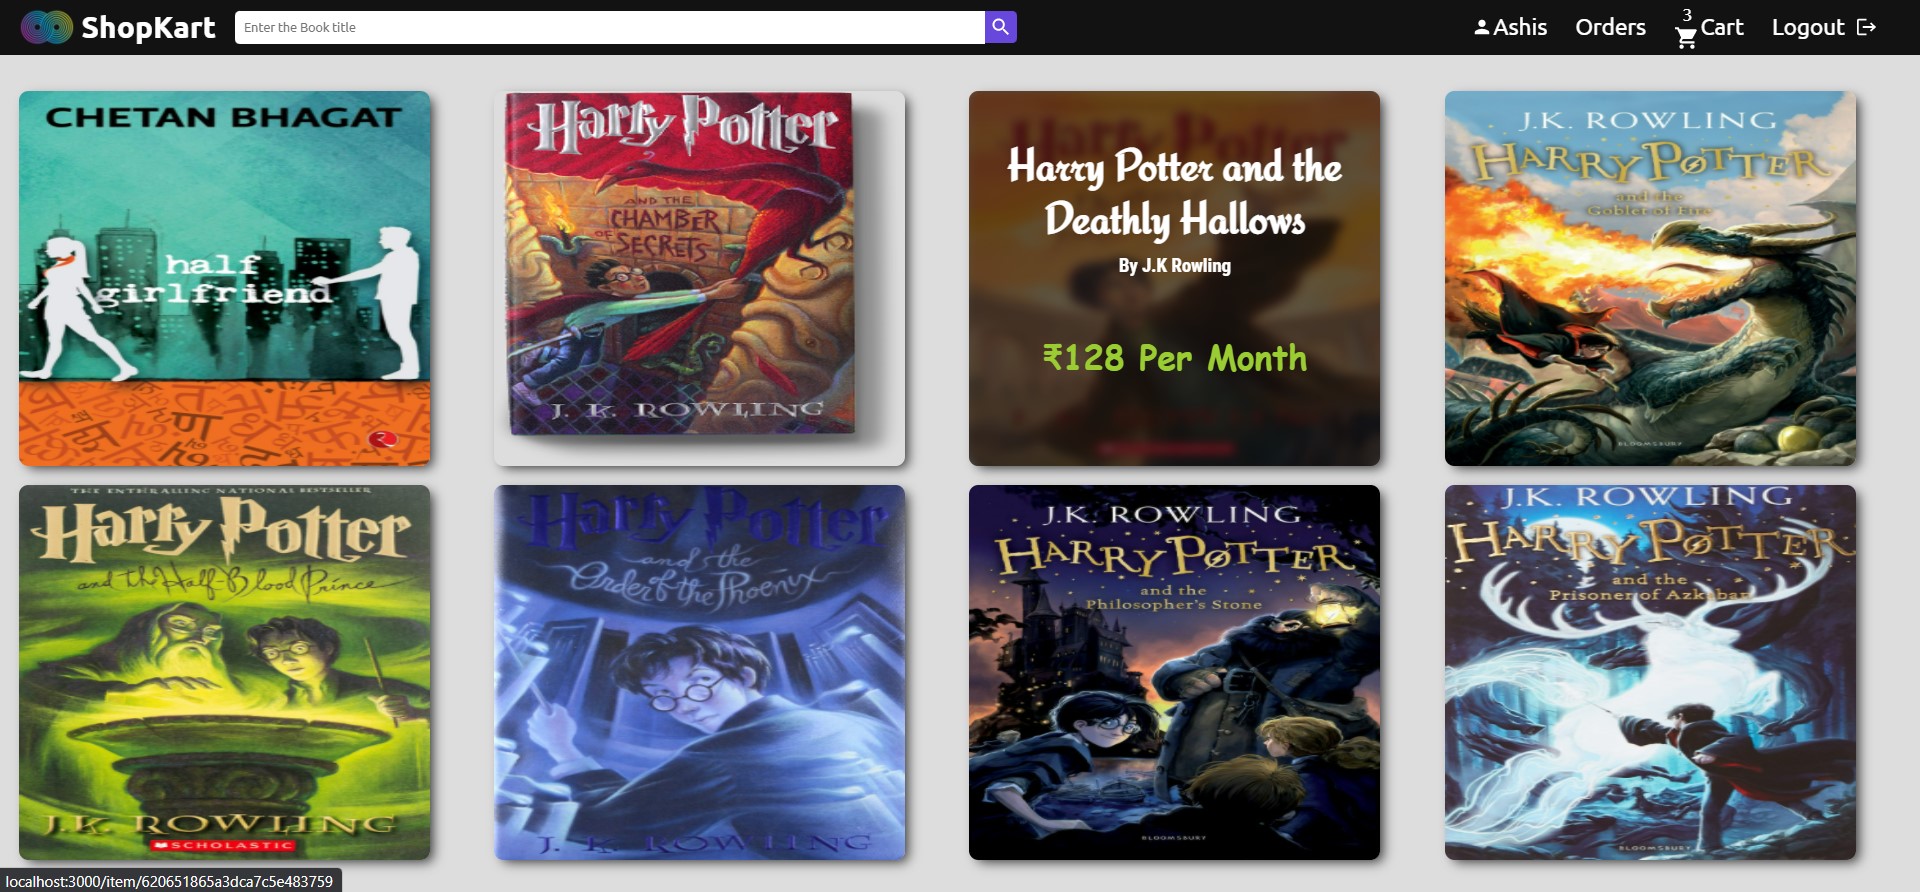 ShopKart
Enter the Book title
Ashis
Orders
3
Cart
Logout
CHETAN BHAGAT
half
girlfriend
Harry Potter
AND THE
CHAMBER
OF SECRETS
J. K. ROWLING
Harry Potter and the
Deathly Hallows
By J.K Rowling
₹128 Per Month
J.K. ROWLING
HARRY POTTER
and the
Goblet of Fire
BLOOMSBURY
THE ENTHRALLING NATIONAL BESTSELLER
Harry Potter
and the Half-Blood Prince
J.K. ROWLING
SCHOLASTIC
Harry Potter
and the
Order of the Phoenix
J. K. ROWLING
J.K. ROWLING
HARRY POTTER
and the
Philosopher's Stone
BLOOMSBURY
J.K. ROWLING
HARRY POTTER
and the
Prisoner of Azkaban
BLOOMSBURY
localhost:3000/item/620651865a3dca7c5e483759